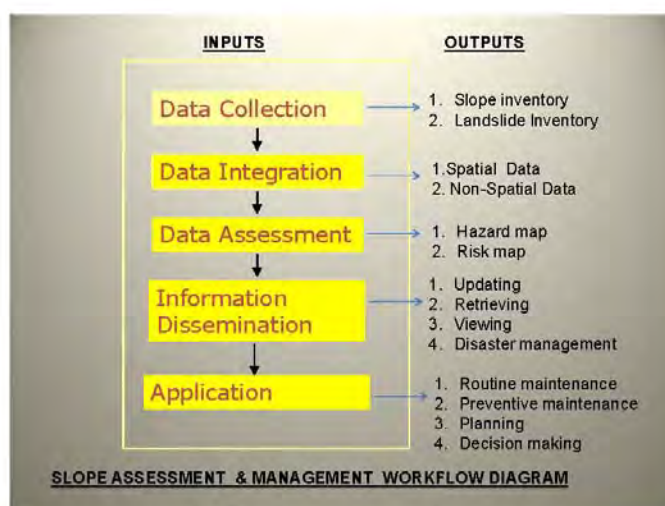 INPUTS OUTPUTS
Data Collection
1. Slope inventory
2. Landslide Inventory
Data Integration
1.Spatial Data
2. Non-Spatial Data
Data Assessment
1. Hazard map
2. Risk map
Information
Dissemination
1. Updating
2. Retrieving
3. Viewing
4. Disaster management
Application
1. Routine maintenance
2. Preventive maintenance
3. Planning
4. Decision making
SLOPE ASSESSMENT & MANAGEMENT WORKFLOW DIAGRAM